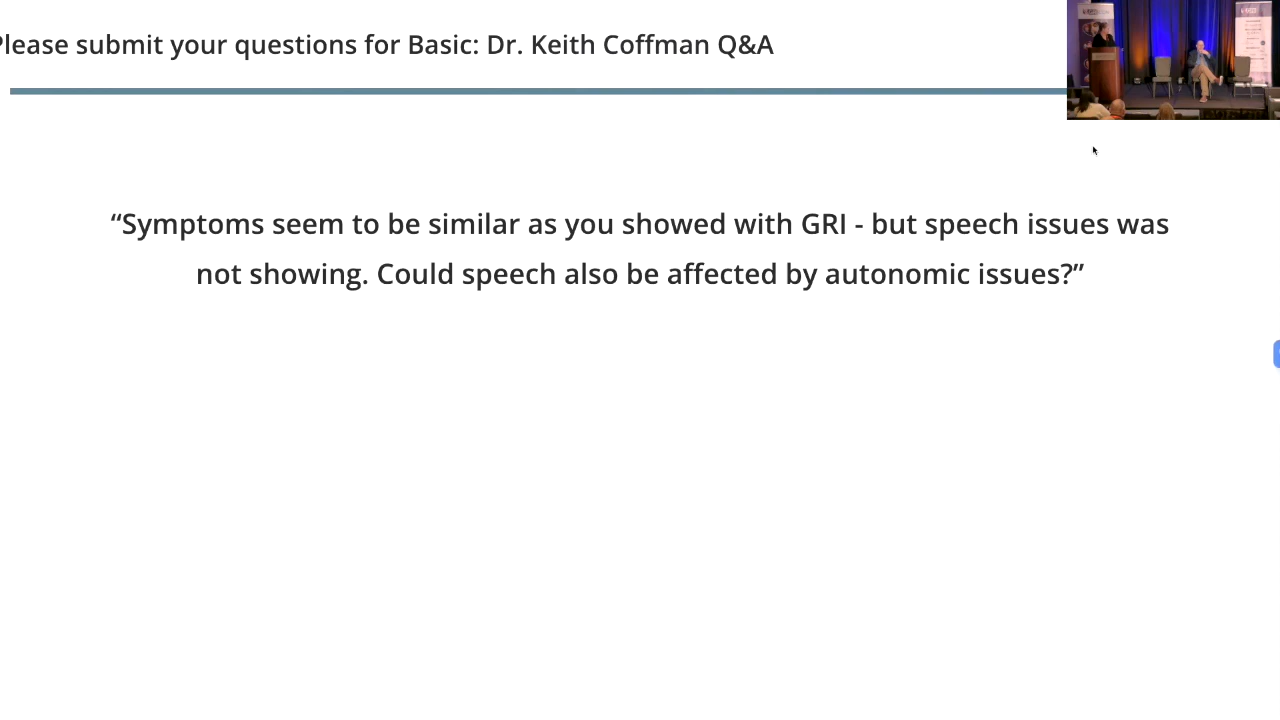 Please submit your questions for Basic: Dr. Keith Coffman Q&A
“Symptoms seem to be similar as you showed with GRI - but speech issues was
not showing. Could speech also be affected by autonomic issues?”